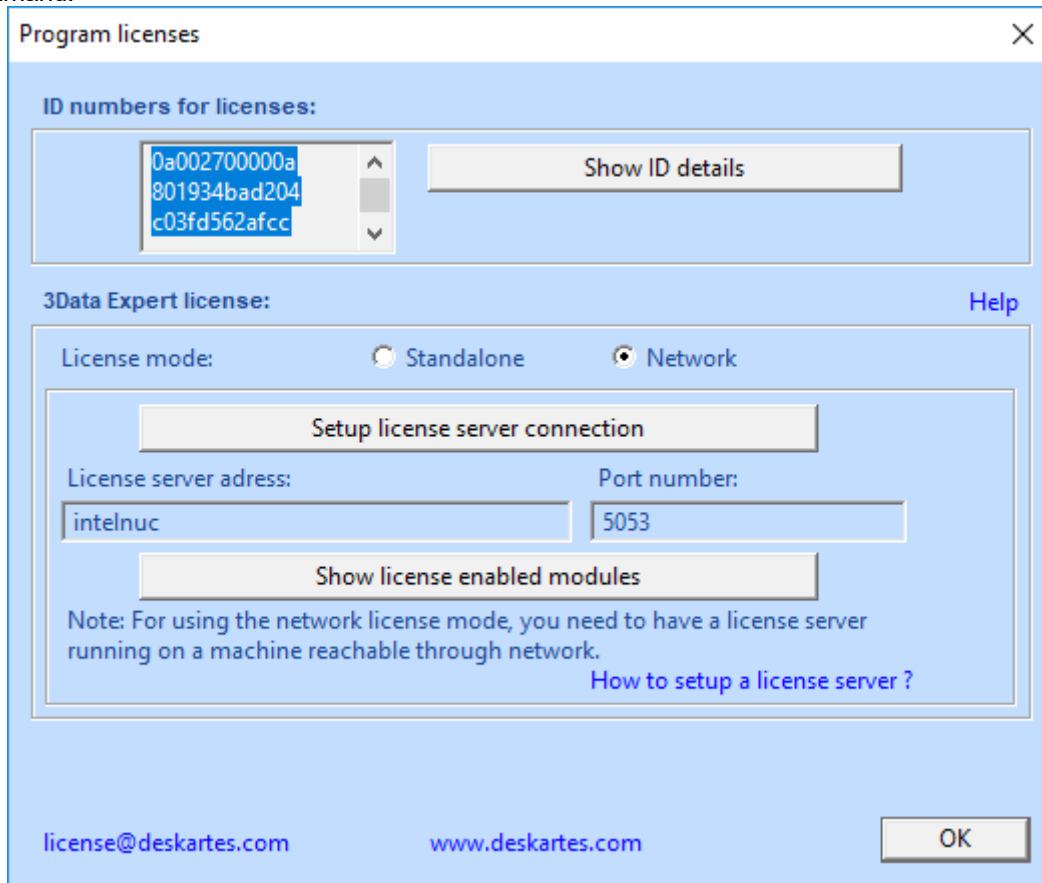 Program licenses
ID numbers for licenses:
0a002700000a
801934bad204
c03fd562afcc
Show ID details
3Data Expert license:
Help
License mode:
Standalone
Network
Setup license server connection
License server adress:
Port number:
intelnuc
5053
Show license enabled modules
Note: For using the network license mode, you need to have a license server
running on a machine reachable through network.
How to setup a license server ?
license@deskartes.com
www.deskartes.com
OK